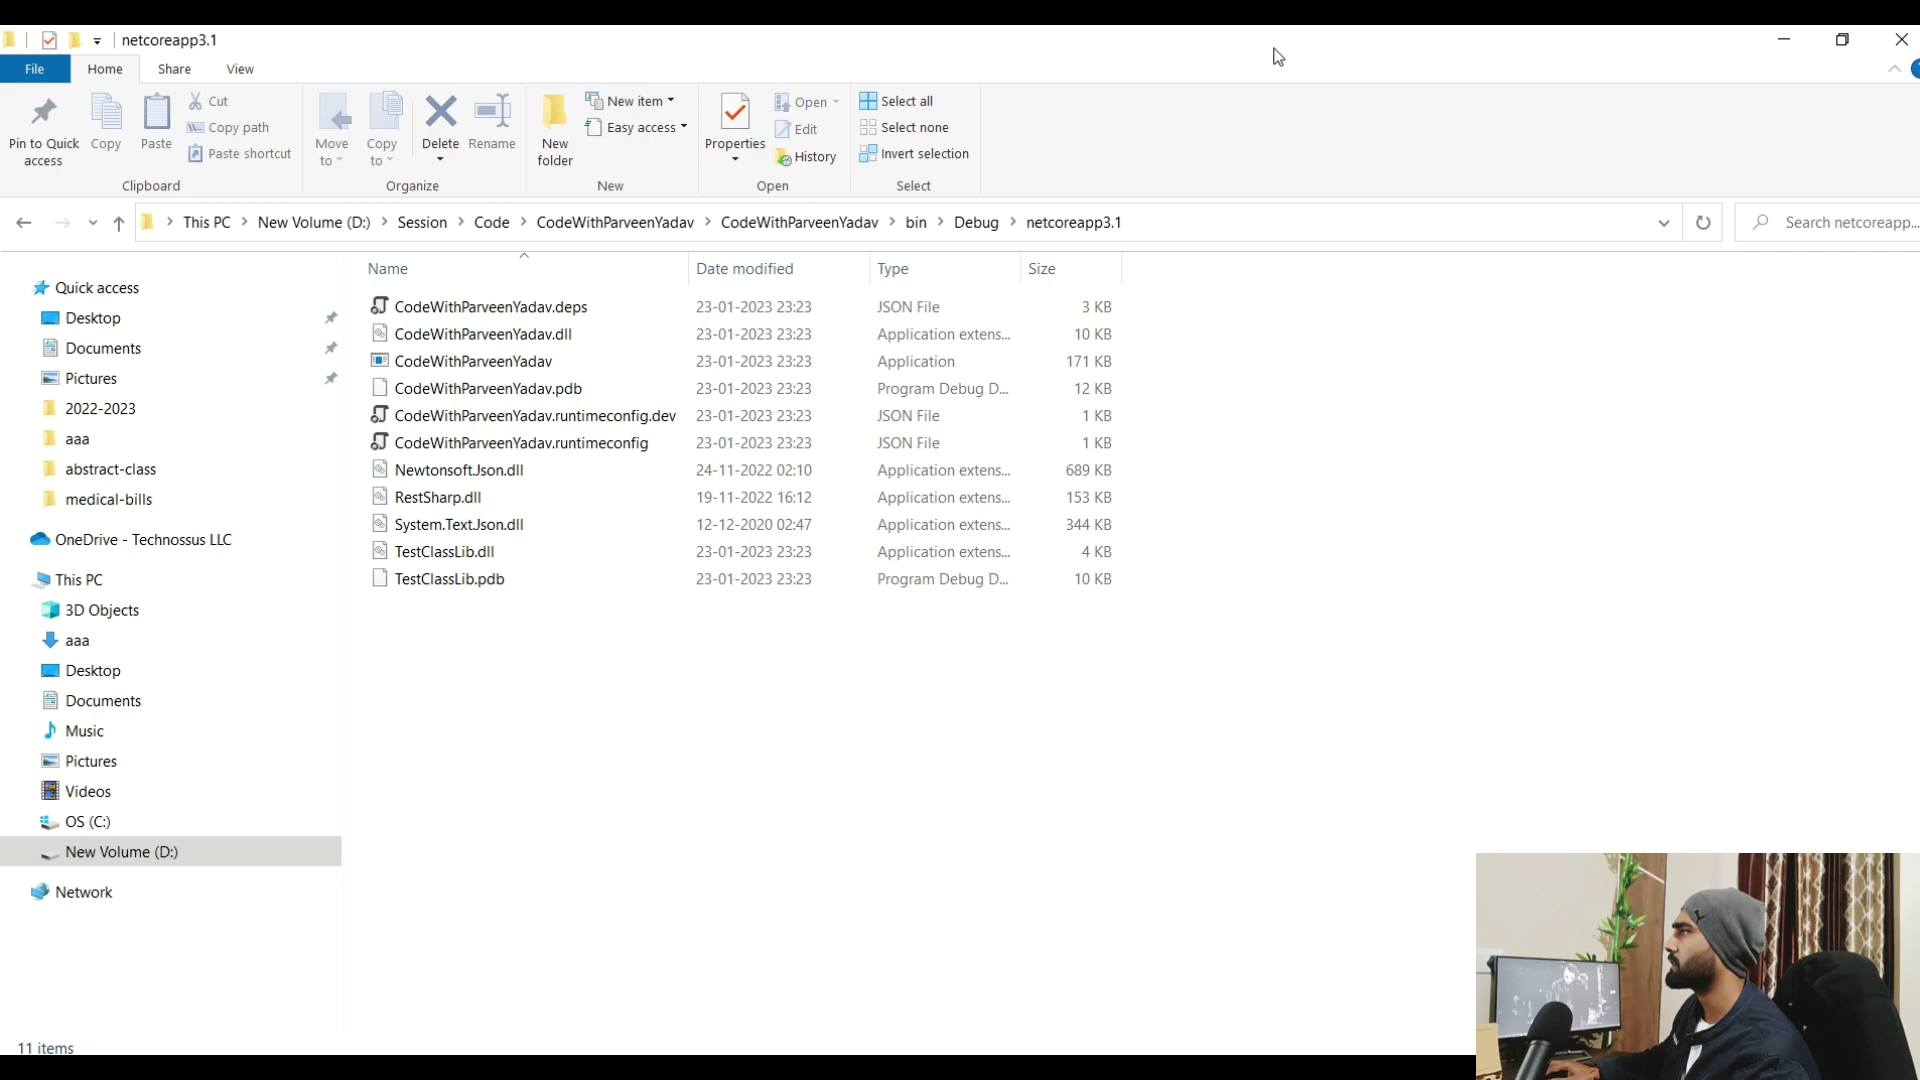 netcoreapp3.1
File Home Share View
Pin to Quick access
Copy
Paste
Cut
Copy path
Paste shortcut
Clipboard
Move to
Copy to
Delete
Rename
Organize
New folder
New item
Easy access
New
Properties
Open
Edit
History
Open
Select all
Select none
Invert selection
Select
This PC New Volume (D:) Session Code CodeWithParveenYadav CodeWithParveenYadav bin Debug netcoreapp3.1
Search netcoreapp...
Quick access
Desktop
Documents
Pictures
2022-2023
aaa
abstract-class
medical-bills
OneDrive - Technossus LLC
This PC
3D Objects
aaa
Desktop
Documents
Music
Pictures
Videos
OS (C:)
New Volume (D:)
Network
Name Date modified Type Size
CodeWithParveenYadav.deps 23-01-2023 23:23 JSON File 3 KB
CodeWithParveenYadav.dll 23-01-2023 23:23 Application extens... 10 KB
CodeWithParveenYadav 23-01-2023 23:23 Application 171 KB
CodeWithParveenYadav.pdb 23-01-2023 23:23 Program Debug D... 12 KB
CodeWithParveenYadav.runtimeconfig.dev 23-01-2023 23:23 JSON File 1 KB
CodeWithParveenYadav.runtimeconfig 23-01-2023 23:23 JSON File 1 KB
Newtonsoft.Json.dll 24-11-2022 02:10 Application extens... 689 KB
RestSharp.dll 19-11-2022 16:12 Application extens... 153 KB
System.Text.Json.dll 12-12-2020 02:47 Application extens... 344 KB
TestClassLib.dll 23-01-2023 23:23 Application extens... 4 KB
TestClassLib.pdb 23-01-2023 23:23 Program Debug D... 10 KB
11 items